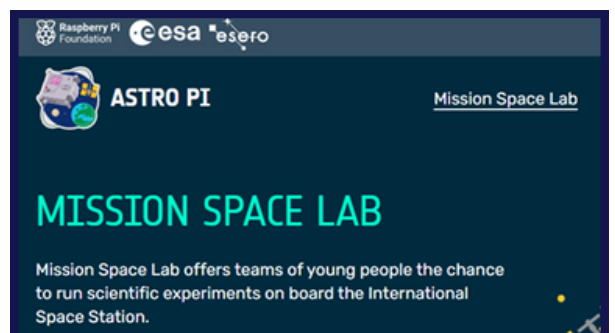 Raspberry Pi
Foundation
esa
esero
ASTRO PI
Mission Space Lab
MISSION SPACE LAB
Mission Space Lab offers teams of young people the chance
to run scientific experiments on board the International
Space Station.